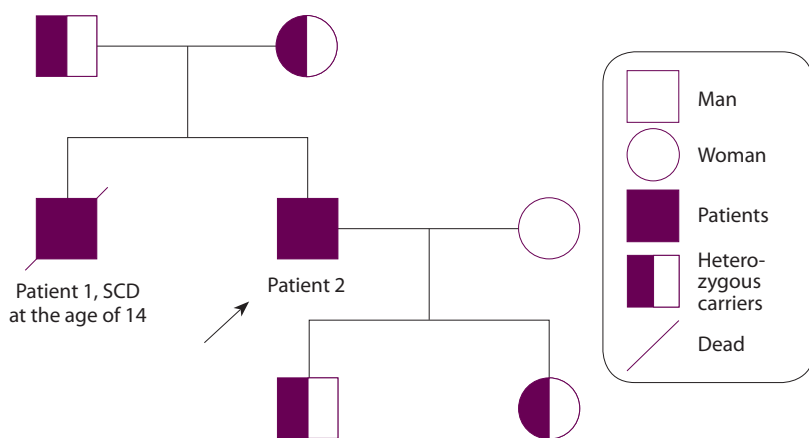 Patient 1, SCD
at the age of 14
Patient 2
Man
Woman
Patients
Hetero-
zygous
carriers
Dead